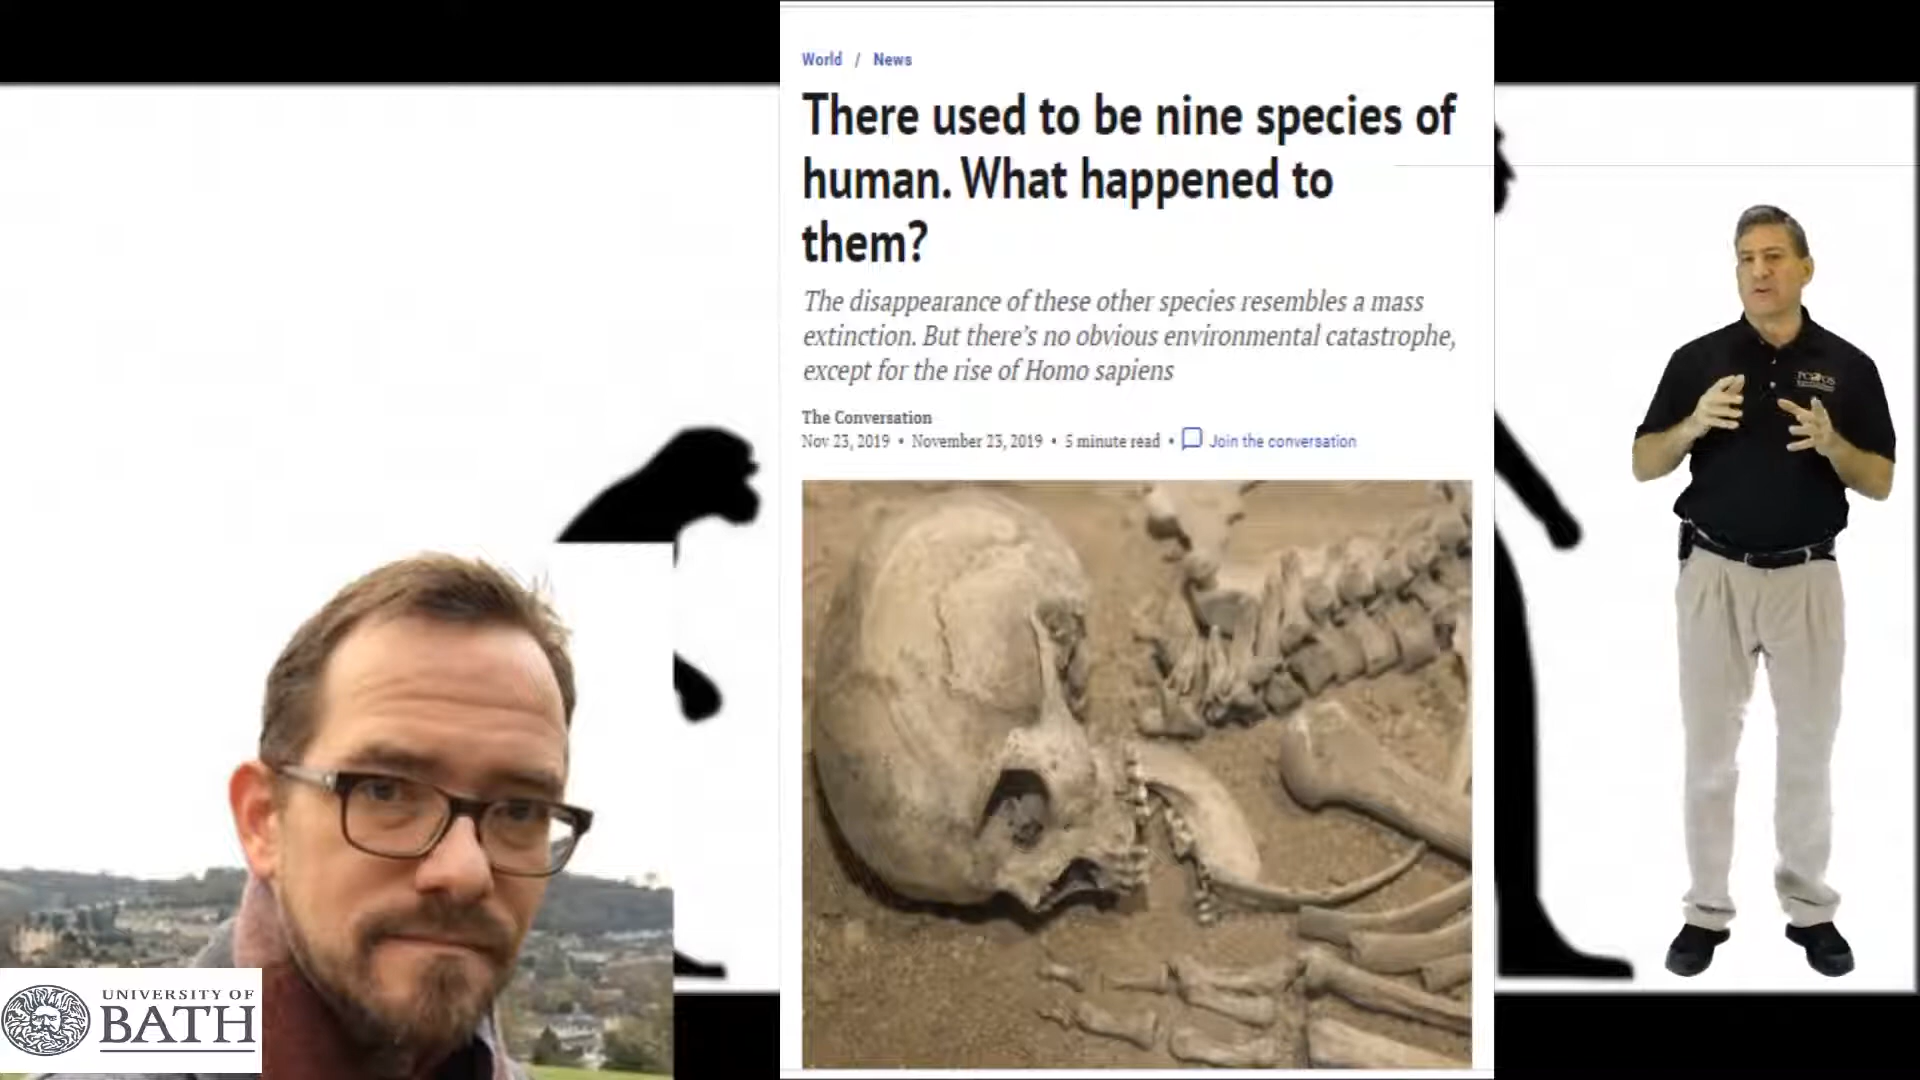 World / News
There used to be nine species of
human. What happened to
them?
The disappearance of these other species resembles a mass
extinction. But there's no obvious environmental catastrophe,
except for the rise of Homo sapiens
The Conversation
Nov 23, 2019 • November 23, 2019 • 5 minute read • Join the conversation
UNIVERSITY OF
BATH